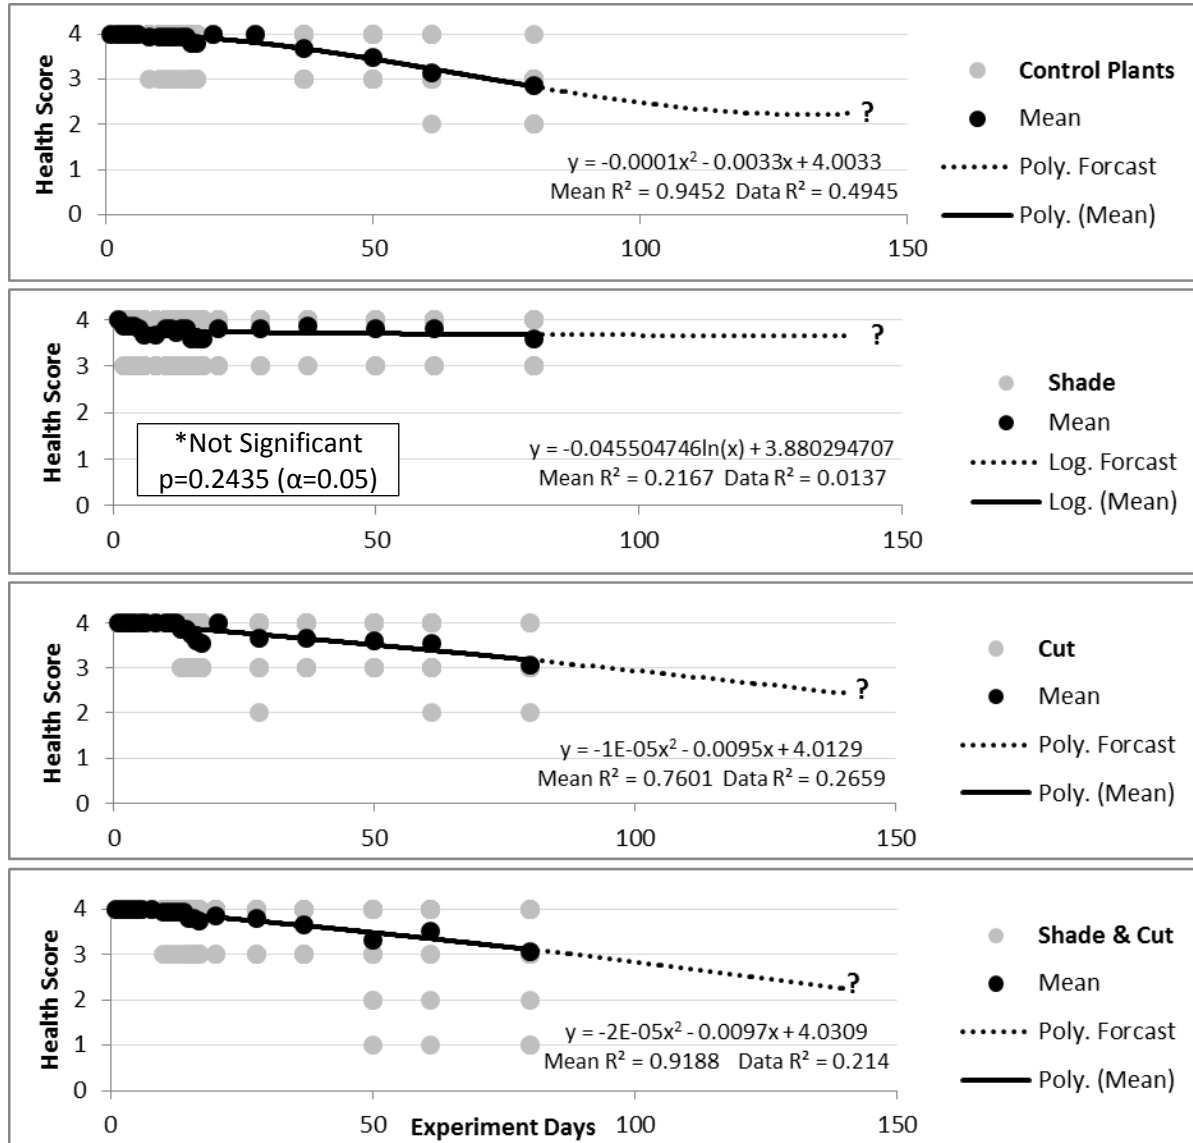 Health Score
4
3
2
1
0
0 50 100 150
?
y = -0.0001x² - 0.0033x + 4.0033
Mean R² = 0.9452 Data R² = 0.4945
Control Plants
Mean
Poly. Forcast
Poly. (Mean)
Health Score
4
3
2
1
0
0 50 100 150
?
*Not Significant
p=0.2435 (α=0.05)
y = -0.045504746ln(x) + 3.880294707
Mean R² = 0.2167 Data R² = 0.0137
Shade
Mean
Log. Forcast
Log. (Mean)
Health Score
4
3
2
1
0
0 50 100 150
?
y = -1E-05x² - 0.0095x + 4.0129
Mean R² = 0.7601 Data R² = 0.2659
Cut
Mean
Poly. Forcast
Poly. (Mean)
Health Score
4
3
2
1
0
0 50 100 150
?
y = -2E-05x² - 0.0097x + 4.0309
Mean R² = 0.9188 Data R² = 0.214
Shade & Cut
Mean
Poly. Forcast
Poly. (Mean)
Experiment Days